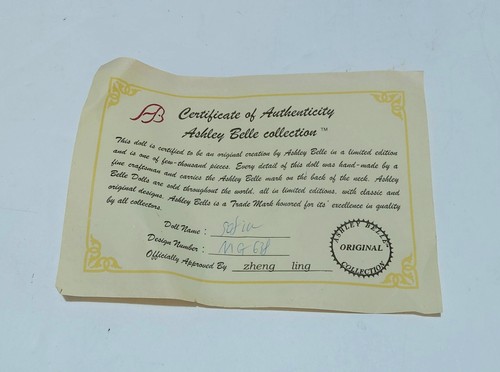 AB
Certificate of Authenticity
Ashley Belle collection ™
This doll is certified to be an original creation by Ashley Belle in a limited edition
and is one of few-thousand pieces. Every detail of this doll was hand-made by a
fine craftsman and carries the Ashley Belle mark on the back of the neck. Ashley
Belle Dolls are sold throughout the world, all in limited editions, with classic and
original designs. Ashley Belle is a Trade Mark honored for its' excellence in quality
by all collectors.
Doll Name :
Design Number :
Officially Approved By zheng ling
ASHLEY BELLE
ORIGINAL
COLLECTION